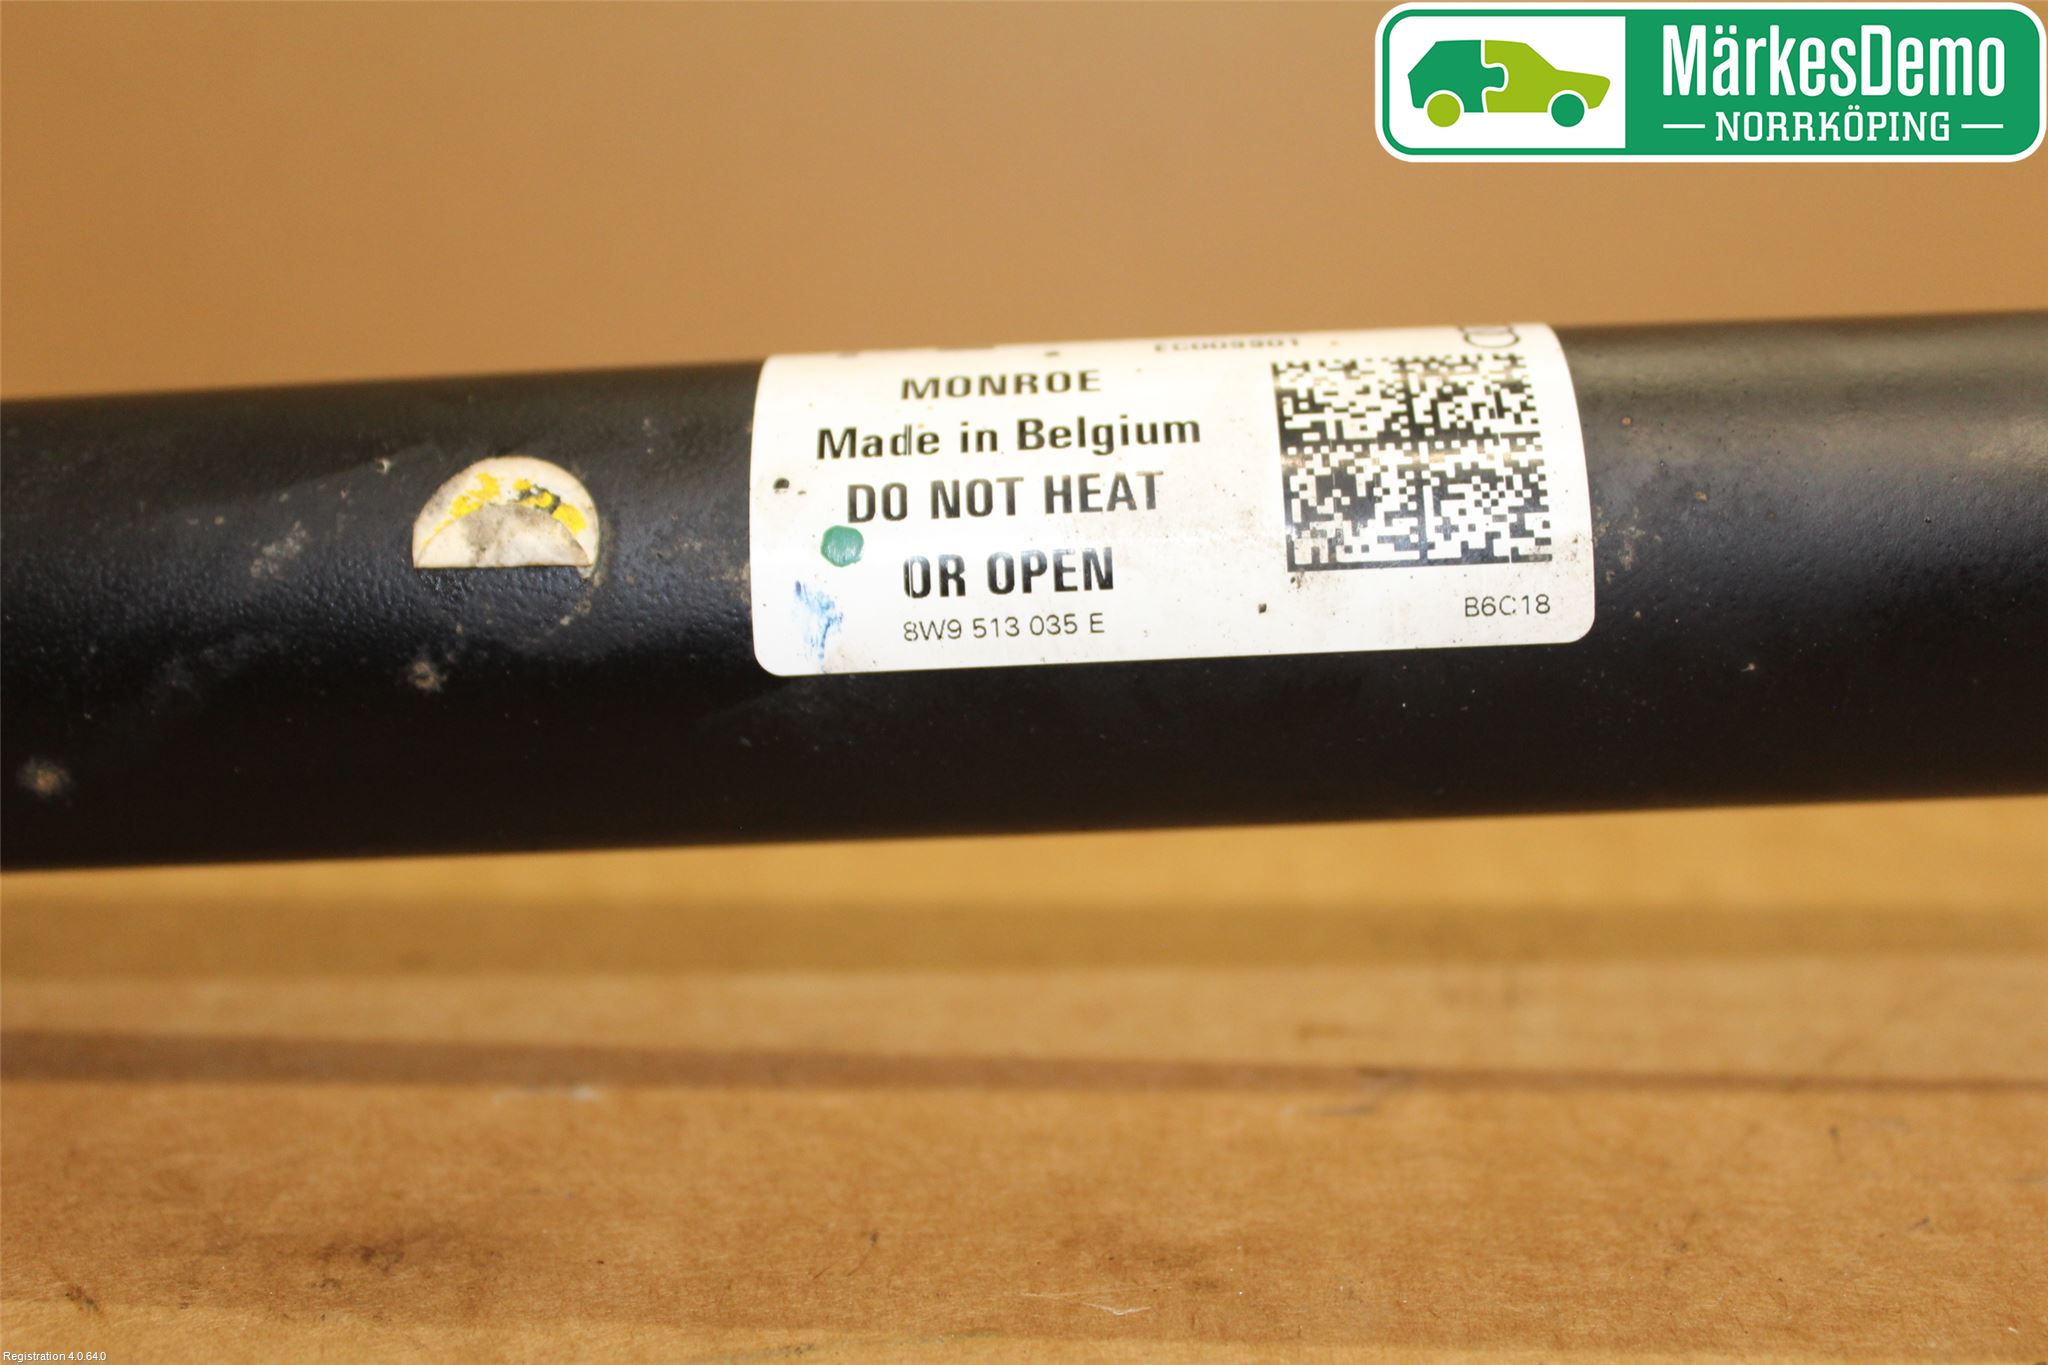 MärkesDemo
NORRKÖPING
EC009901
MONROE
Made in Belgium
DO NOT HEAT
OR OPEN
8W9 513 035 E
B6C18
Registration 4.0.64.0